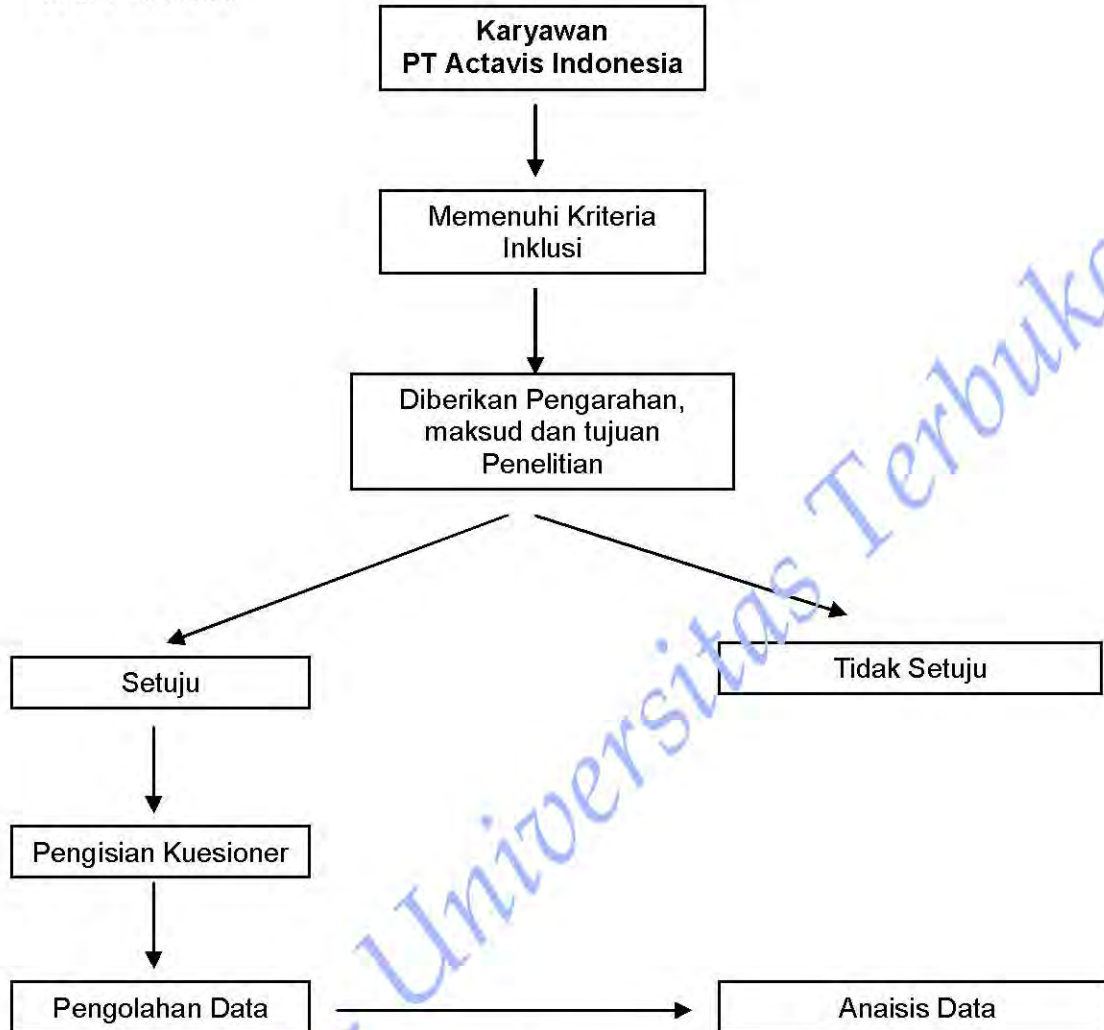 Karyawan
PT Actavis Indonesia
Memenuhi Kriteria
Inklusi
Diberikan Pengarahan,
maksud dan tujuan
Penelitian
Setuju
Tidak Setuju
Pengisian Kuesioner
Pengolahan Data
Anaisis Data
Universitas Terbuka